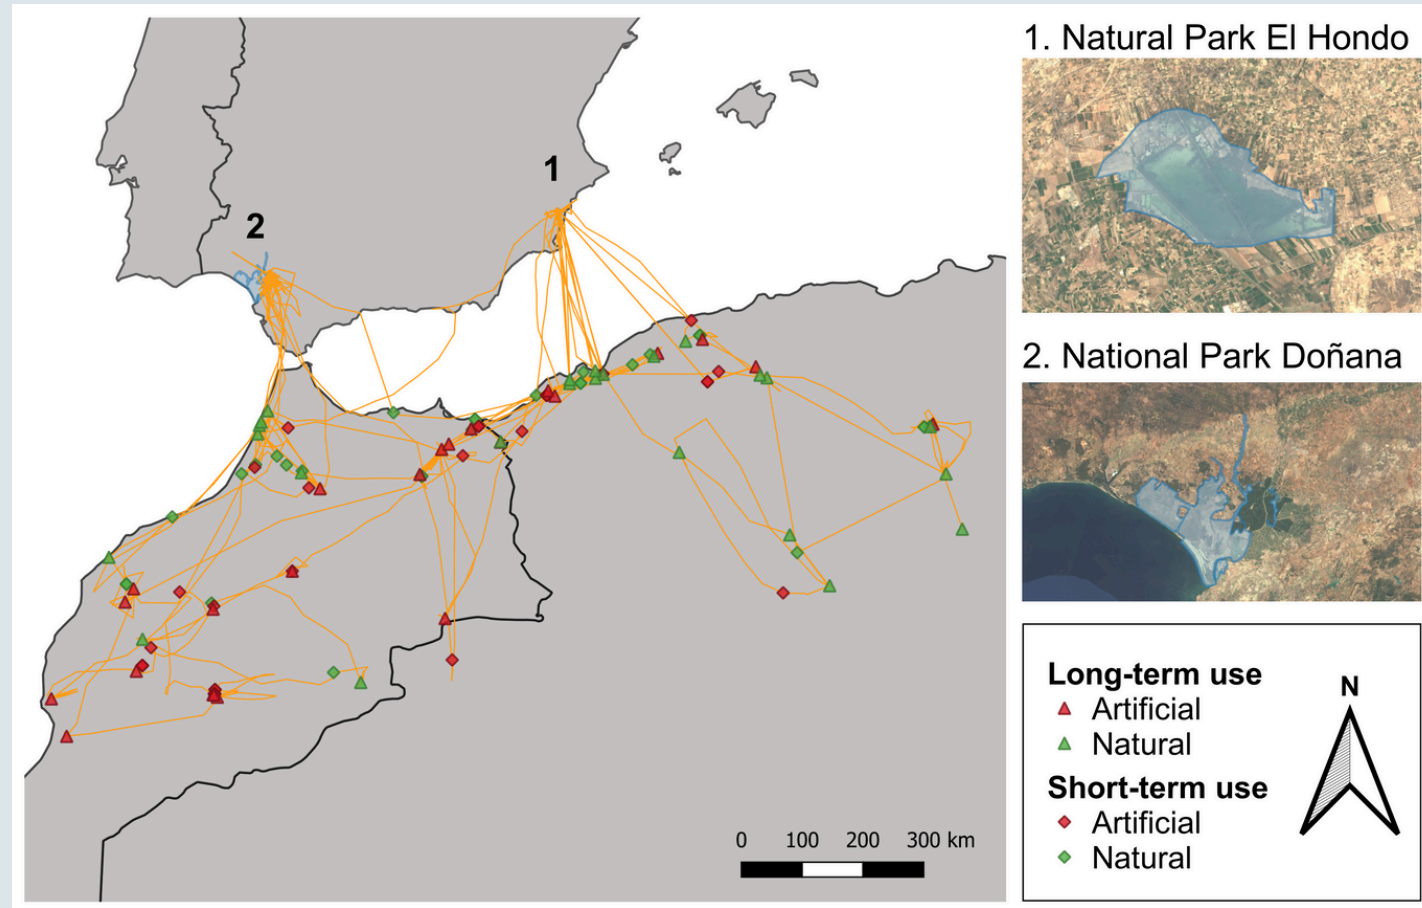 1. Natural Park El Hondo
1
2
2. National Park Doñana
Long-term use
Artificial
Natural
Short-term use
Artificial
Natural
N
0 100 200 300 km